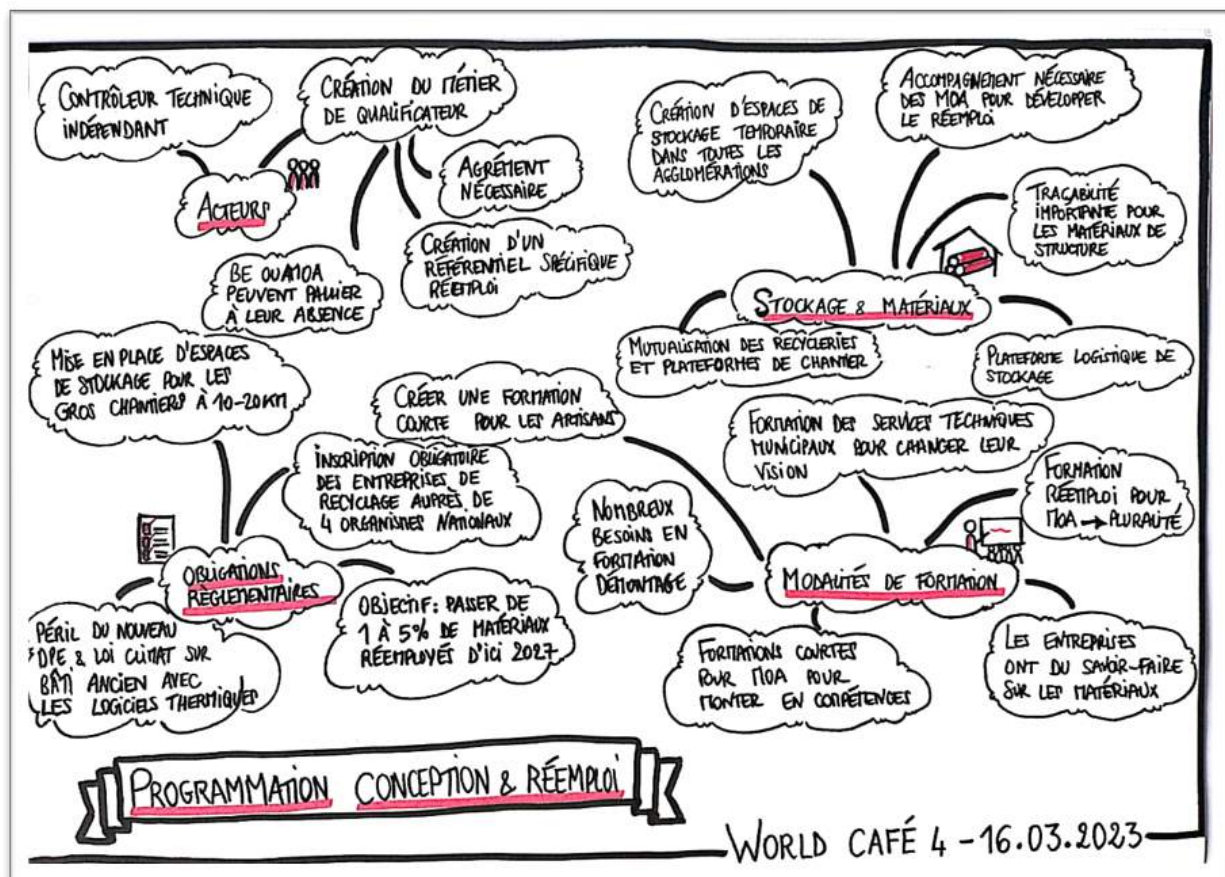 CONTRÔLEUR TECHNIQUE
INDÉPENDANT
CRÉATION DU MÉTIER
DE QUALIFICATEUR
ACTEURS
AGRÉMENT
NÉCESSAIRE
CRÉATION D'UN
RÉFÉRENTIEL SPÉCIFIQUE
RÉEMPLOI
BE OU AMOA
PEUVENT PALLIER
À LEUR ABSENCE
CRÉATION D'ESPACES DE
STOCKAGE TEMPORAIRE
DANS TOUTES LES
AGGLOMÉRATIONS
ACCOMPAGNEMENT NÉCESSAIRE
DES MOA POUR DÉVELOPPER
LE RÉEMPLOI
TRAÇABILITÉ
IMPORTANTE POUR
LES MATÉRIAUX DE
STRUCTURE
STOCKAGE & MATÉRIAUX
MUTUALISATION DES RECYCLERIES
ET PLATEFORMES DE CHANTIER
PLATEFORME LOGISTIQUE DE
STOCKAGE
MISE EN PLACE D'ESPACES
DE STOCKAGE POUR LES
GROS CHANTIERS À 10-20KM
INSCRIPTION OBLIGATOIRE
DES ENTREPRISES DE
RECYCLAGE AUPRÈS DE
4 ORGANISMES NATIONAUX
OBLIGATIONS
RÈGLEMENTAIRES
PÉRIL DU NOUVEAU
DPE & LOI CLIMAT SUR
BÂTI ANCIEN AVEC
LES LOGICIELS THERMIQUES
OBJECTIF: PASSER DE
1 À 5% DE MATÉRIAUX
RÉEMPLOYÉS D'ICI 2027
CRÉER UNE FORMATION
COURTE POUR LES ARTISANS
FORMATION DES SERVICES TECHNIQUES
MUNICIPAUX POUR CHANGER LEUR
VISION
FORMATION
RÉEMPLOI POUR
MOA → PLURALITÉ
NOMBREUX
BESOINS EN
FORMATION
DÉMONTAGE
MODALITÉS DE FORMATION
FORMATIONS COURTES
POUR MOA POUR
MONTER EN COMPÉTENCES
LES ENTREPRISES
ONT DU SAVOIR-FAIRE
SUR LES MATÉRIAUX
PROGRAMMATION CONCEPTION & RÉEMPLOI
WORLD CAFÉ 4 - 16.03.2023